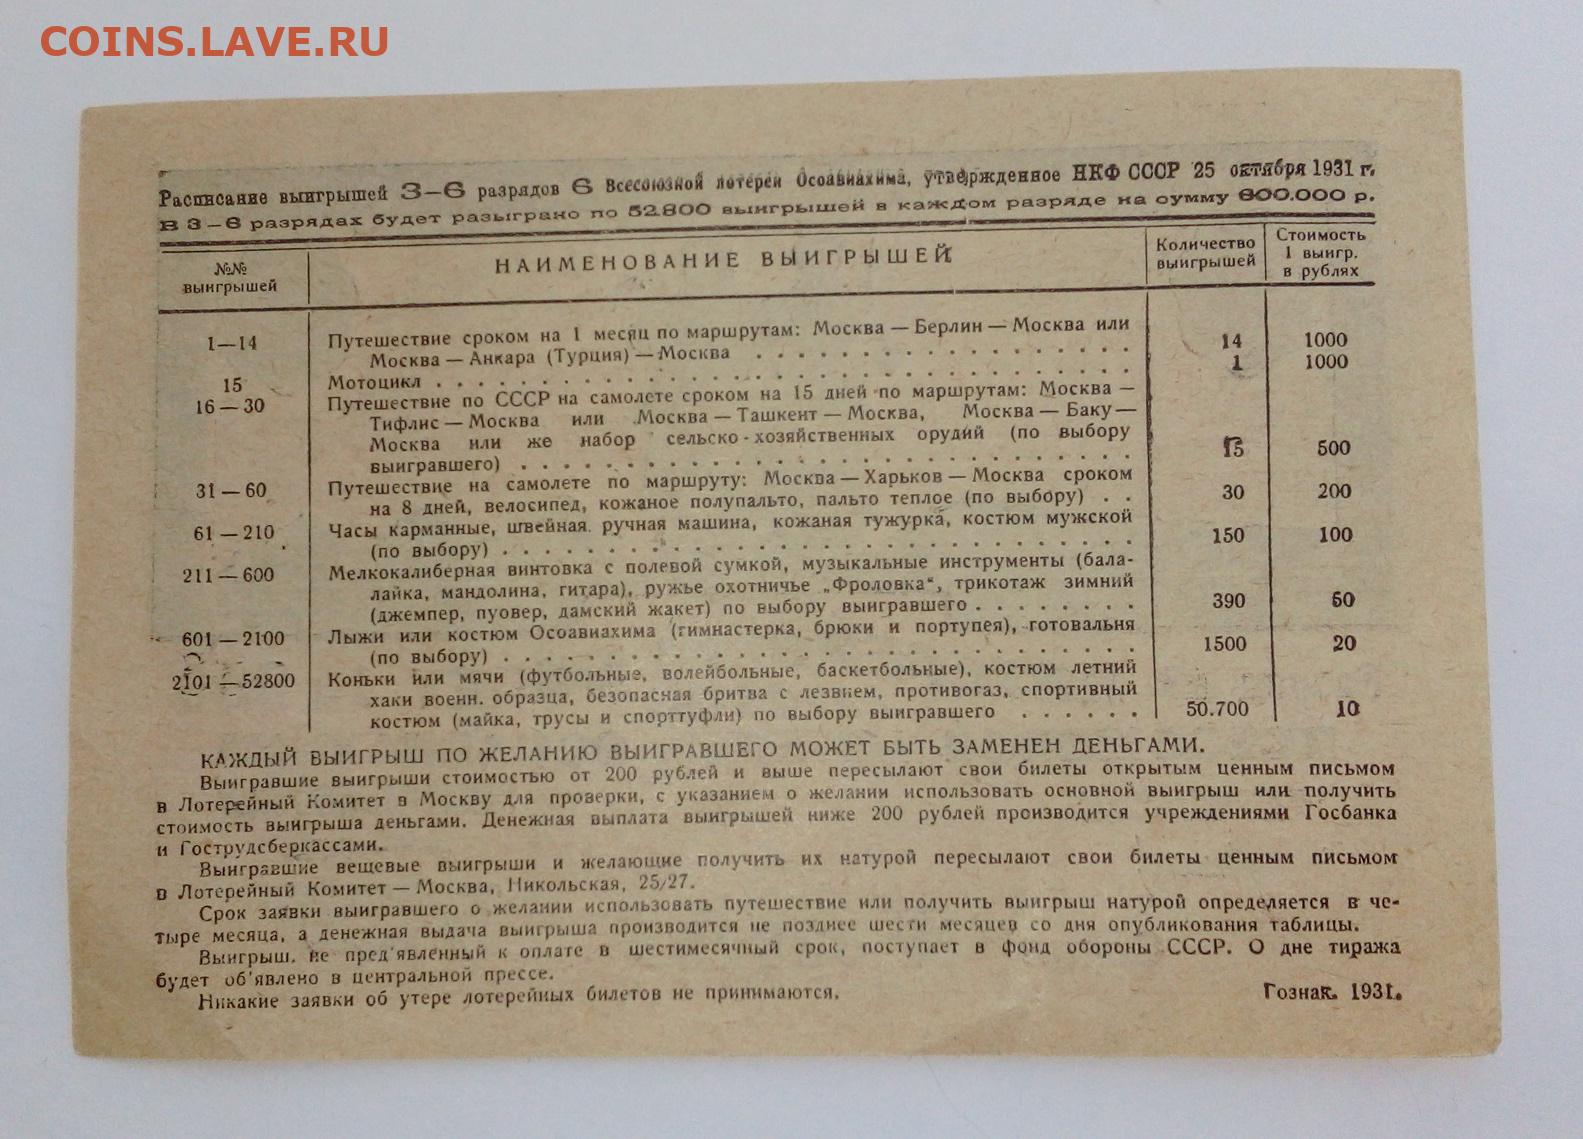 COINS.LAVE.RU
Расписание выигрышей 3—6 разрядов 6 Всесоюзной лотереи Осоавиахима, утвержденное НКФ СССР 25 октября 1931 г.
В 3—6 разрядах будет разыграно по 52.800 выигрышей в каждом разряде на сумму 600.000 р.
№№ выигрышей
НАИМЕНОВАНИЕ ВЫИГРЫШЕЙ
Количество выигрышей
Стоимость 1 выигр. в рублях
1—14 Путешествие сроком на 1 месяц по маршрутам: Москва — Берлин — Москва или
Москва — Анкара (Турция) — Москва . . . . . . . . . . . . . . . . . . 14 1000
15 Мотоцикл . . . . . . . . . . . . . . . . . . . . . . . . . . . . . . . . . 1 1000
16 — 30 Путешествие по СССР на самолете сроком на 15 дней по маршрутам: Москва —
Тифлис — Москва или Москва — Ташкент — Москва, Москва — Баку —
Москва или же набор сельско-хозяйственных орудий (по выбору
выигравшего) . . . . . . . . . . . . . . . . . . . . . . . . . . . . . 15 500
31 — 60 Путешествие на самолете по маршруту: Москва — Харьков — Москва сроком
на 8 дней, велосипед, кожаное полупальто, пальто теплое (по выбору) . . 30 200
61 — 210 Часы карманные, швейная ручная машина, кожаная тужурка, костюм мужской
(по выбору) . . . . . . . . . . . . . . . . . . . . . . . . . . . . . . 150 100
211 — 600 Мелкокалиберная винтовка с полевой сумкой, музыкальные инструменты (бала-
лайка, мандолина, гитара), ружье охотничье „Фроловка“, трикотаж зимний
(джемпер, пуовер, дамский жакет) по выбору выигравшего . . . . . . . . 390 50
601 — 2100 Лыжи или костюм Осоавиахима (гимнастерка, брюки и портупея), готовальня
(по выбору) . . . . . . . . . . . . . . . . . . . . . . . . . . . . . . 1500 20
2101 — 52800 Коньки или мячи (футбольные, волейбольные, баскетбольные), костюм летний
хаки военн. образца, безопасная бритва с лезвием, противогаз, спортивный
костюм (майка, трусы и спорттуфли) по выбору выигравшего . . . . . . 50.700 10
КАЖДЫЙ ВЫИГРЫШ ПО ЖЕЛАНИЮ ВЫИГРАВШЕГО МОЖЕТ БЫТЬ ЗАМЕНЕН ДЕНЬГАМИ.
Выигравшие выигрыши стоимостью от 200 рублей и выше пересылают свои билеты открытым ценным письмом
в Лотерейный Комитет в Москву для проверки, с указанием о желании использовать основной выигрыш или получить
стоимость выигрыша деньгами. Денежная выплата выигрышей ниже 200 рублей производится учреждениями Госбанка
и Гострудсберкассами.
Выигравшие вещевые выигрыши и желающие получить их натурой пересылают свои билеты ценным письмом
в Лотерейный Комитет — Москва, Никольская, 25/27.
Срок заявки выигравшего о желании использовать путешествие или получить выигрыш натурой определяется в че-
тыре месяца, а денежная выдача выигрыша производится не позднее шести месяцев со дня опубликования таблицы.
Выигрыш, не пред'явленный к оплате в шестимесячный срок, поступает в фонд обороны СССР. О дне тиража
будет об'явлено в центральной прессе.
Никакие заявки об утере лотерейных билетов не принимаются.
Гознак. 1931.